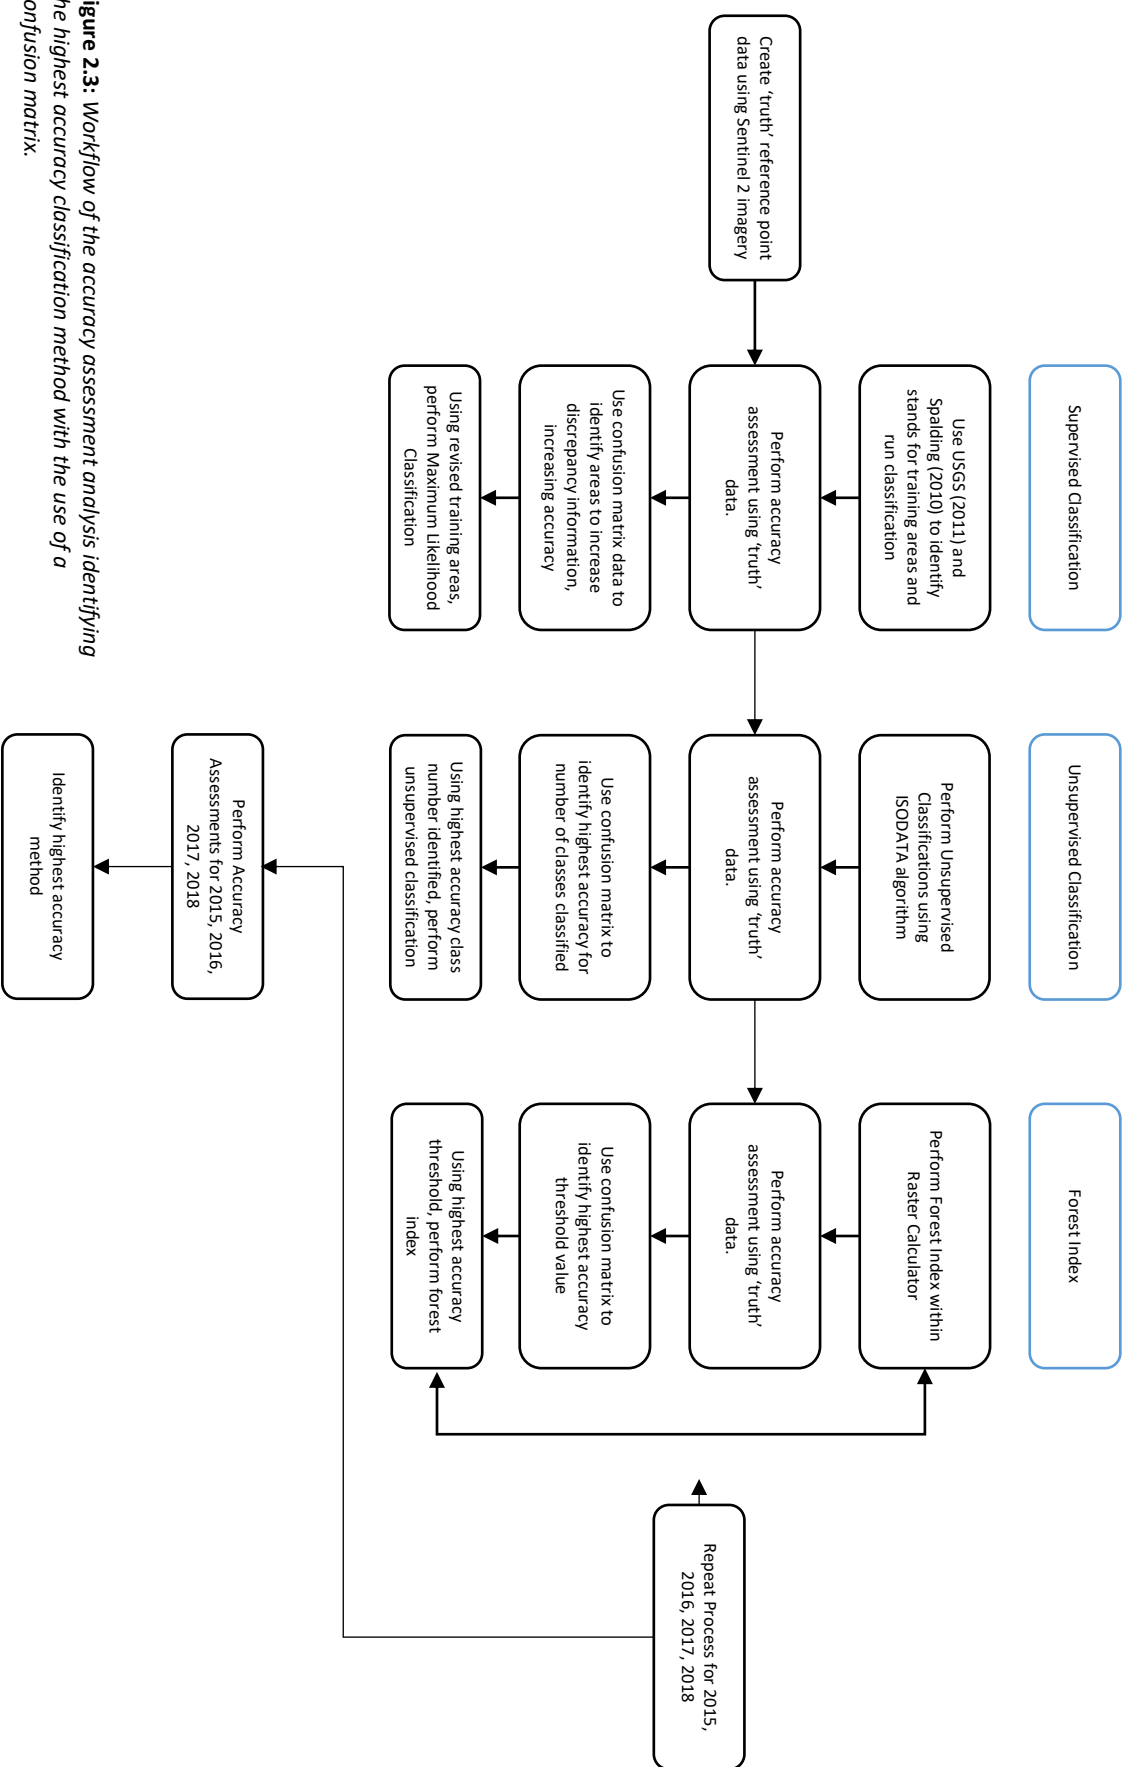 Supervised Classification
Unsupervised Classification
Forest Index
Use USGS (2011) and
Spalding (2010) to identify
stands for training areas and
run classification
Perform Unsupervised
Classifications using
ISODATA algorithm
Perform Forest Index within
Raster Calculator
Create ‘truth’ reference point
data using Sentinel 2 imagery
Perform accuracy
assessment using ‘truth’
data.
Perform accuracy
assessment using ‘truth’
data.
Perform accuracy
assessment using ‘truth’
data.
Repeat Process for 2015,
2016, 2017, 2018
Use confusion matrix data to
identify areas to increase
discrepancy information,
increasing accuracy
Use confusion matrix to
identify highest accuracy for
number of classes classified
Use confusion matrix to
identify highest accuracy
threshold value
Using revised training areas,
perform Maximum Likelihood
Classification
Using highest accuracy class
number identified, perform
unsupervised classification
Using highest accuracy
threshold, perform forest
index
Perform Accuracy
Assessments for 2015, 2016,
2017, 2018
Identify highest accuracy
method
igure 2.3: Workflow of the accuracy assessment analysis identifying
he highest accuracy classification method with the use of a
onfusion matrix.